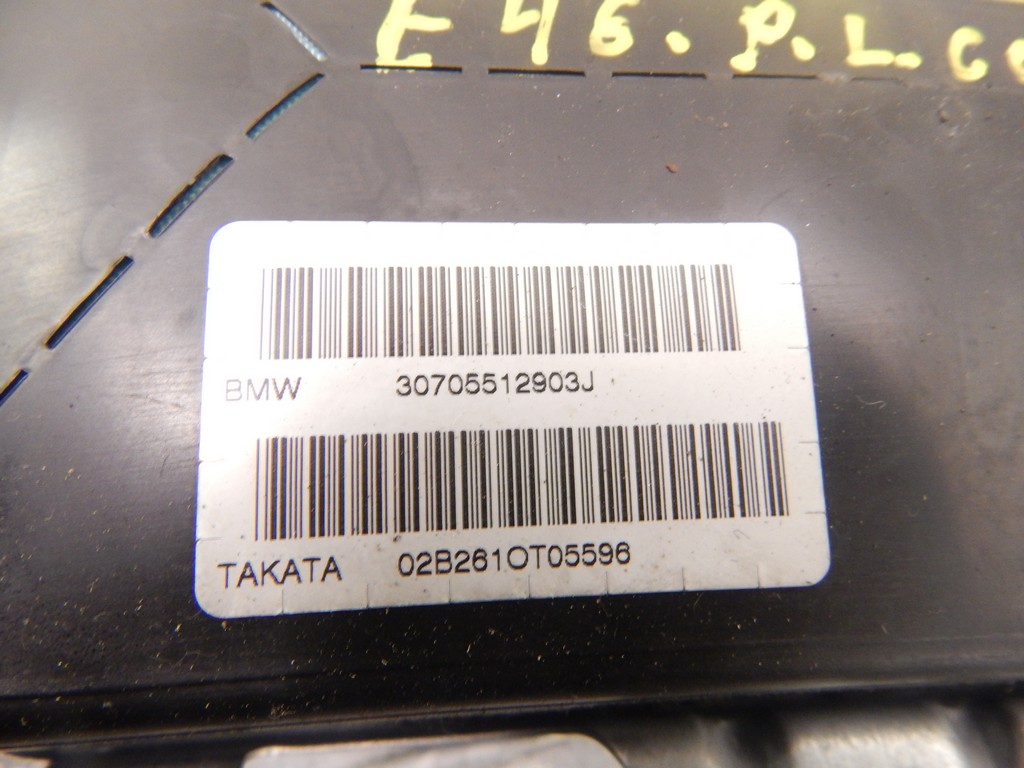 E46. P.L.C
BMW 30705512903J
TAKATA 02B261OT05596